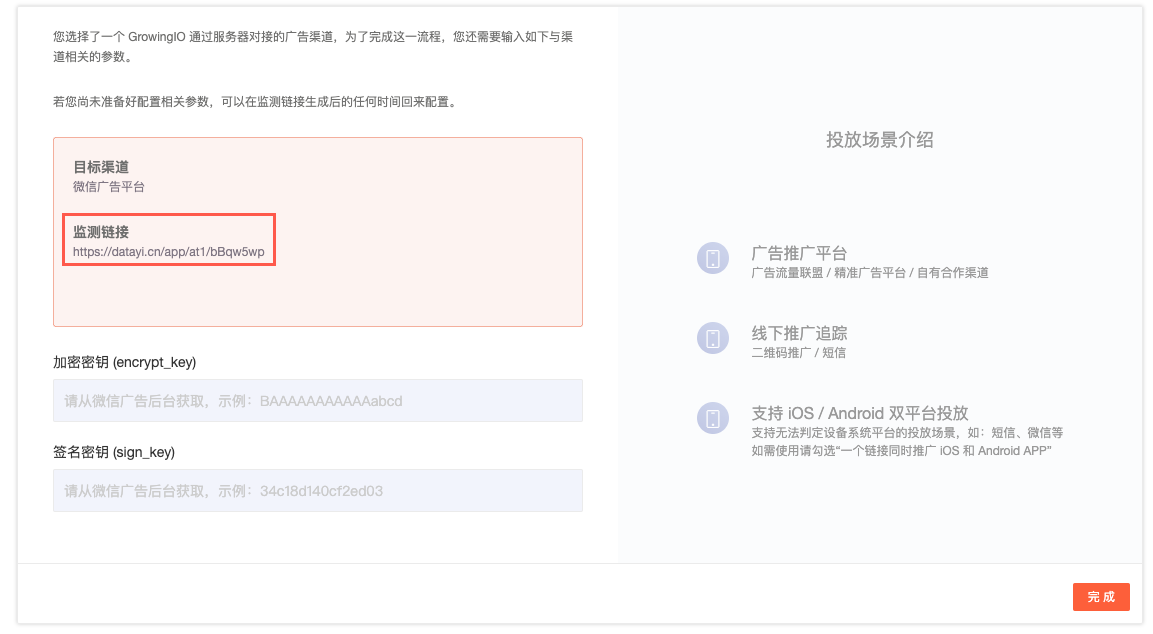 您选择了一个 GrowingIO 通过服务器对接的广告渠道，为了完成这一流程，您还需要输入如下与渠
道相关的参数。
若您尚未准备好配置相关参数，可以在监测链接生成后的任何时间回来配置。
目标渠道
微信广告平台
监测链接
https://datayi.cn/app/at1/bBqw5wp
加密密钥 (encrypt_key)
请从微信广告后台获取，示例：BAAAAAAAAAAAabcd
签名密钥 (sign_key)
请从微信广告后台获取，示例：34c18d140cf2ed03
投放场景介绍
广告推广平台
广告流量联盟 / 精准广告平台 / 自有合作渠道
线下推广追踪
二维码推广 / 短信
支持 iOS / Android 双平台投放
支持无法判定设备系统平台的投放场景，如：短信、微信等
如需使用请勾选“一个链接同时推广 iOS 和 Android APP”
完成